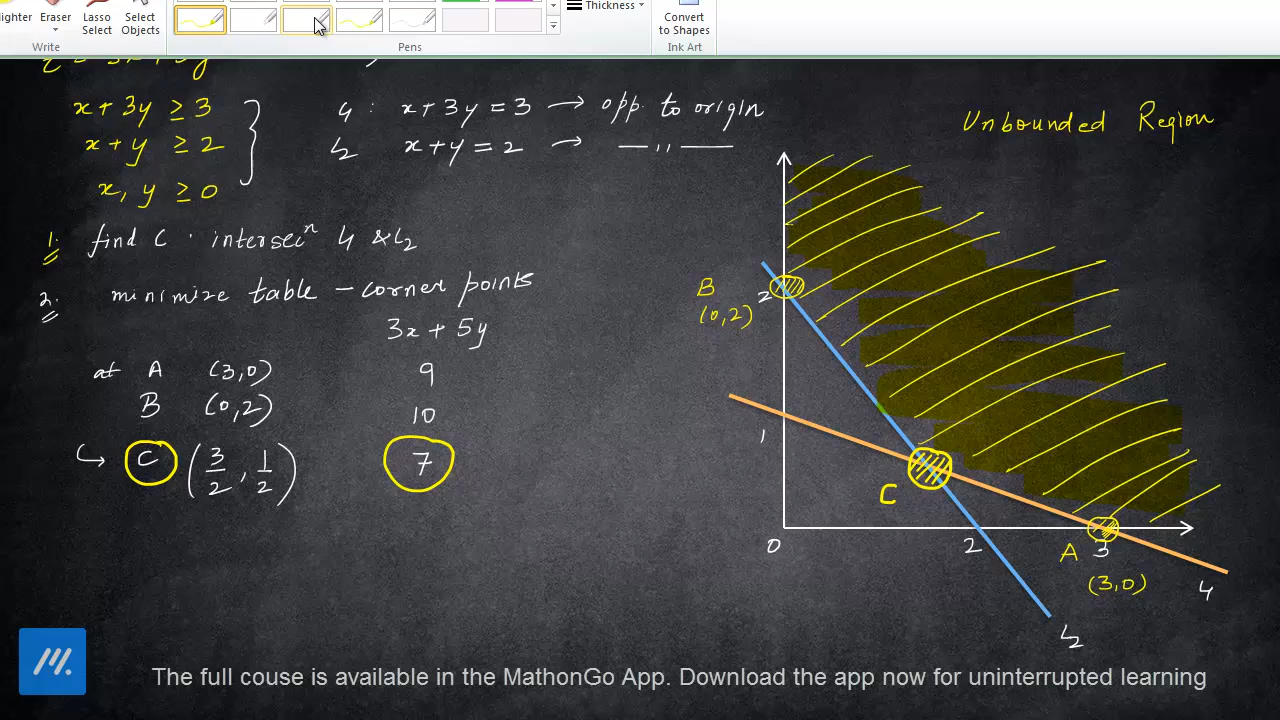 Eraser
Lasso Select
Select Objects
Write
Pens
Thickness
Convert to Shapes
Ink Art
x + 3y ≥ 3
x + y ≥ 2
x, y ≥ 0
L1 : x + 3y = 3 → opp. to origin
L2 x + y = 2 → — ,, —
Unbounded Region
1. find C . intersecⁿ L1 & L2
2. minimize table – corner points
3x + 5y
at A (3,0) 9
B (0,2) 10
↳ C (3/2, 1/2) 7
B
(0,2)
2
1
C
0
2
A
3
(3,0)
L1
L2
The full couse is available in the MathonGo App. Download the app now for uninterrupted learning